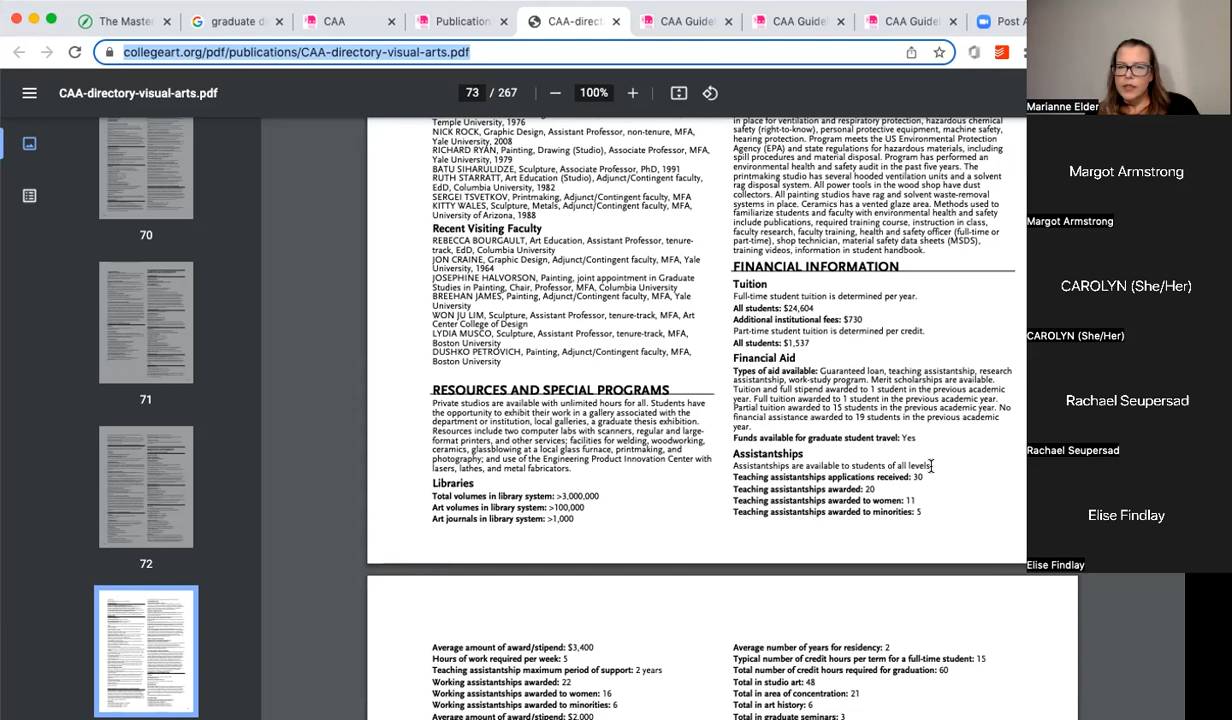 The Master
graduate di
CAA
Publication
CAA-direct
CAA Guidel
CAA Guidel
CAA Guidel
Post A
collegeart.org/pdf/publications/CAA-directory-visual-arts.pdf
CAA-directory-visual-arts.pdf
73 / 267
100%
70
71
72
Temple University, 1976
NICK ROCK, Graphic Design, Assistant Professor, non-tenure, MFA,
Yale University, 2008
RICHARD RYAN, Painting, Drawing (Studio), Associate Professor, MFA,
Yale University, 1979
BATU SIHARULIDZE, Sculpture, Associate Professor, PhD, 1991
RUTH STARRATT, Art Education (Studio), Adjunct/Contingent faculty,
EdD, Columbia University, 1982
SERGEI TSVETKOV, Printmaking, Adjunct/Contingent faculty, MFA
KITTY WALES, Sculpture, Metals, Adjunct/Contingent faculty, MFA,
University of Arizona, 1988
Recent Visiting Faculty
REBECCA BOURGAULT, Art Education, Assistant Professor, tenure-
track, EdD, Columbia University
JON CRAINE, Graphic Design, Adjunct/Contingent faculty, MFA, Yale
University, 1964
JOSEPHINE HALVORSON, Painting, joint appointment in Graduate
Studies in Painting, Chair, Professor, MFA, Columbia University
BREEHAN JAMES, Painting, Adjunct/Contingent faculty, MFA, Yale
University
WON JU LIM, Sculpture, Assistant Professor, tenure-track, MFA, Art
Center College of Design
LYDIA MUSCO, Sculpture, Assistant Professor, tenure-track, MFA,
Boston University
DUSHKO PETROVICH, Painting, Adjunct/Contingent faculty, MFA,
Boston University
RESOURCES AND SPECIAL PROGRAMS
Private studios are available with unlimited hours for all. Students have
the opportunity to exhibit their work in a gallery associated with the
department or institution, local galleries, a graduate thesis exhibition.
Resources include two computer labs with scanners, regular and large-
format printers, and other services; facilities for welding, woodworking,
ceramics, glassblowing at a local glass furnace, printmaking, and
photography; and use of the Engineering Product Innovation Center with
lasers, lathes, and metal fabricators.
Libraries
Total volumes in library system: >3,000,000
Art volumes in library system: >100,000
Art journals in library system: >1,000
in place for ventilation and respiratory protection, hazardous chemical
safety (right-to-know), personal protective equipment, machine safety,
hearing protection. Program meets the US Environmental Protection
Agency (EPA) and state regulations for hazardous materials, including
spill procedures and material disposal. Program has performed an
environmental health and safety audit in the past five years. The
printmaking studio has several hooded ventilation units and a solvent
rag disposal system. All power tools in the wood shop have dust
collectors. All painting studios have rag and solvent waste-removal
systems in place. Ceramics has a vented glaze area. Methods used to
familiarize students and faculty with environmental health and safety
include publications, required training course, instruction in class,
faculty research, faculty training, health and safety officer (full-time or
part-time), shop technician, material safety data sheets (MSDS),
training videos, information in student handbook.
FINANCIAL INFORMATION
Tuition
Full-time student tuition is determined per year.
All students: $24,604
Additional institutional fees: $730
Part-time student tuition is determined per credit.
All students: $1,537
Financial Aid
Types of aid available: Guaranteed loan, teaching assistantship, research
assistantship, work-study program. Merit scholarships are available.
Tuition and full stipend awarded to 1 student in the previous academic
year. Full tuition awarded to 1 student in the previous academic year.
Partial tuition awarded to 15 students in the previous academic year. No
financial assistance awarded to 19 students in the previous academic
year.
Funds available for graduate student travel: Yes
Assistantships
Assistantships are available to students of all levels.
Teaching assistantships applications received: 30
Teaching assistantships awarded: 20
Teaching assistantships awarded to women: 11
Teaching assistantships awarded to minorities: 5
Average amount of award/stipend: $3,400
Hours of work required per week: 5
Teaching assistantship maximum period of support: 2 years
Working assistantships awarded: 22
Working assistantships awarded to women: 16
Working assistantships awarded to minorities: 6
Average amount of award/stipend: $2,000
Average number of years for residency: 2
Typical number of credit hours per term for a full-time student: 15
Total number of credit hours required for graduation: 60
Total in studio art: 48
Total in area of concentration: 21
Total in art history: 6
Total in graduate seminars: 3
Marianne Elder
Margot Armstrong
Margot Armstrong
CAROLYN (She/Her)
CAROLYN (She/Her)
Rachael Seupersad
Rachael Seupersad
Elise Findlay
Elise Findlay